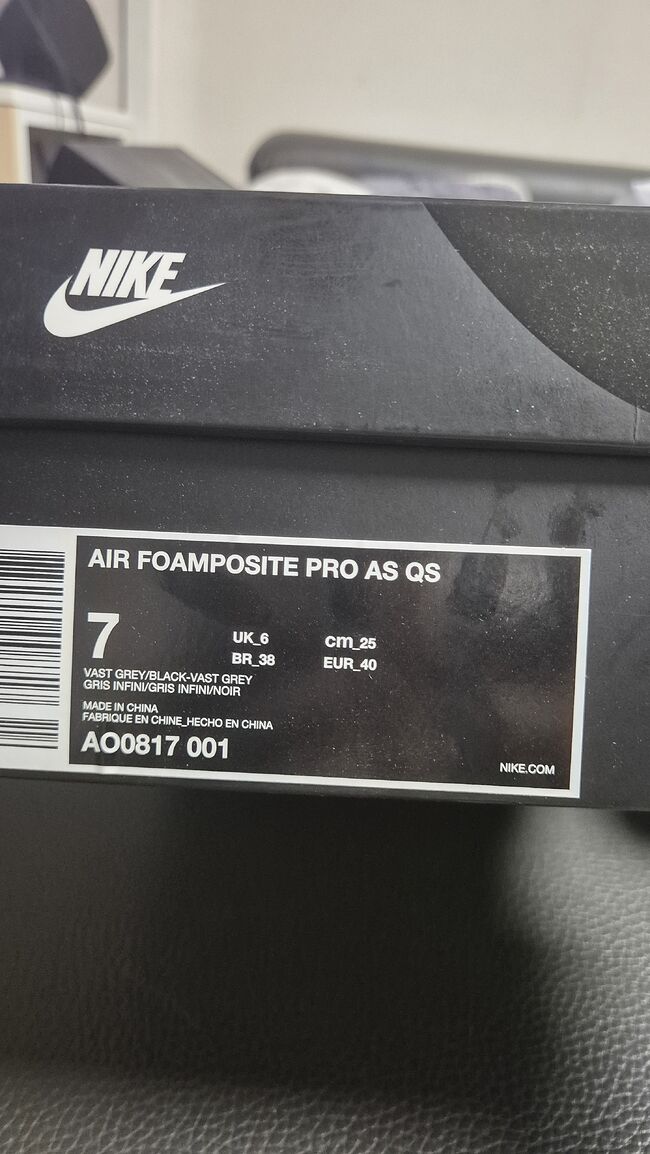 NIKE
AIR FOAMPOSITE PRO AS QS
7
UK_6 cm_25
BR_38 EUR_40
VAST GREY/BLACK-VAST GREY
GRIS INFINI/GRIS INFINI/NOIR
MADE IN CHINA
FABRIQUE EN CHINE_HECHO EN CHINA
AO0817 001
NIKE.COM